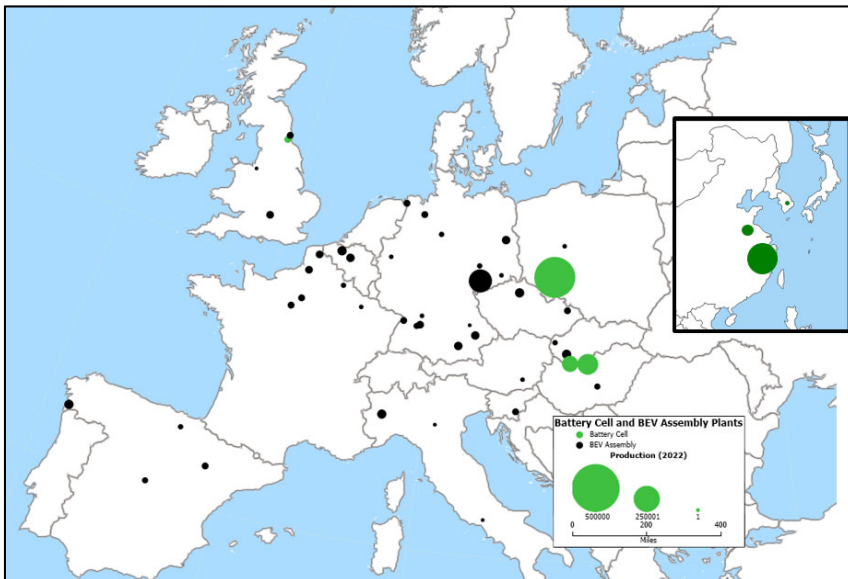 Battery Cell and BEV Assembly Plants
Battery Cell
BEV Assembly
Production (2022)
500000 250001 1
0 200 400
Miles